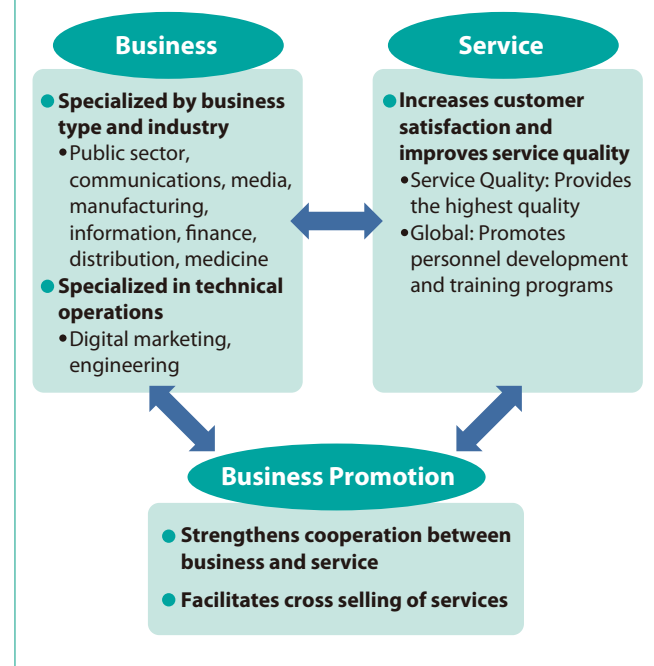 Business
● Specialized by business
type and industry
•Public sector,
communications, media,
manufacturing,
information, finance,
distribution, medicine
● Specialized in technical
operations
•Digital marketing,
engineering
Service
●Increases customer
satisfaction and
improves service quality
•Service Quality: Provides
the highest quality
•Global: Promotes
personnel development
and training programs
Business Promotion
● Strengthens cooperation between
business and service
● Facilitates cross selling of services